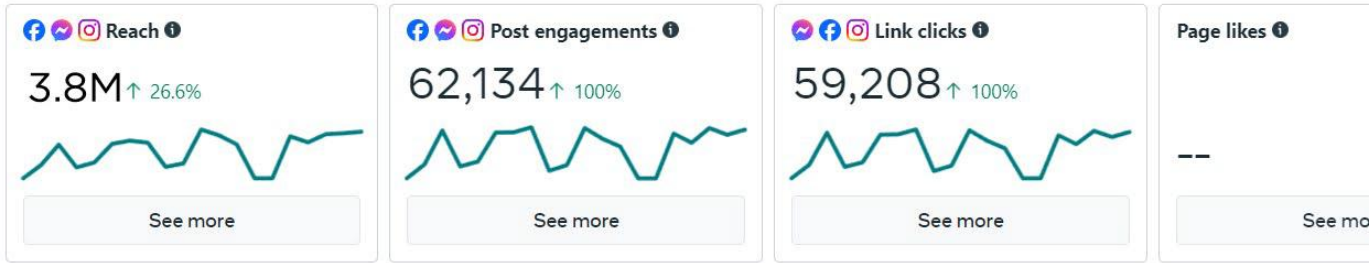 Reach
3.8M ↑ 26.6%
See more
Post engagements
62,134 ↑ 100%
See more
Link clicks
59,208 ↑ 100%
See more
Page likes
--
See mo